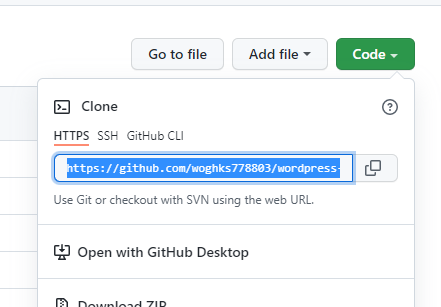 Go to file Add file Code
Clone
HTTPS SSH GitHub CLI
https://github.com/woghks778803/wordpress-
Use Git or checkout with SVN using the web URL.
Open with GitHub Desktop
Download ZIP